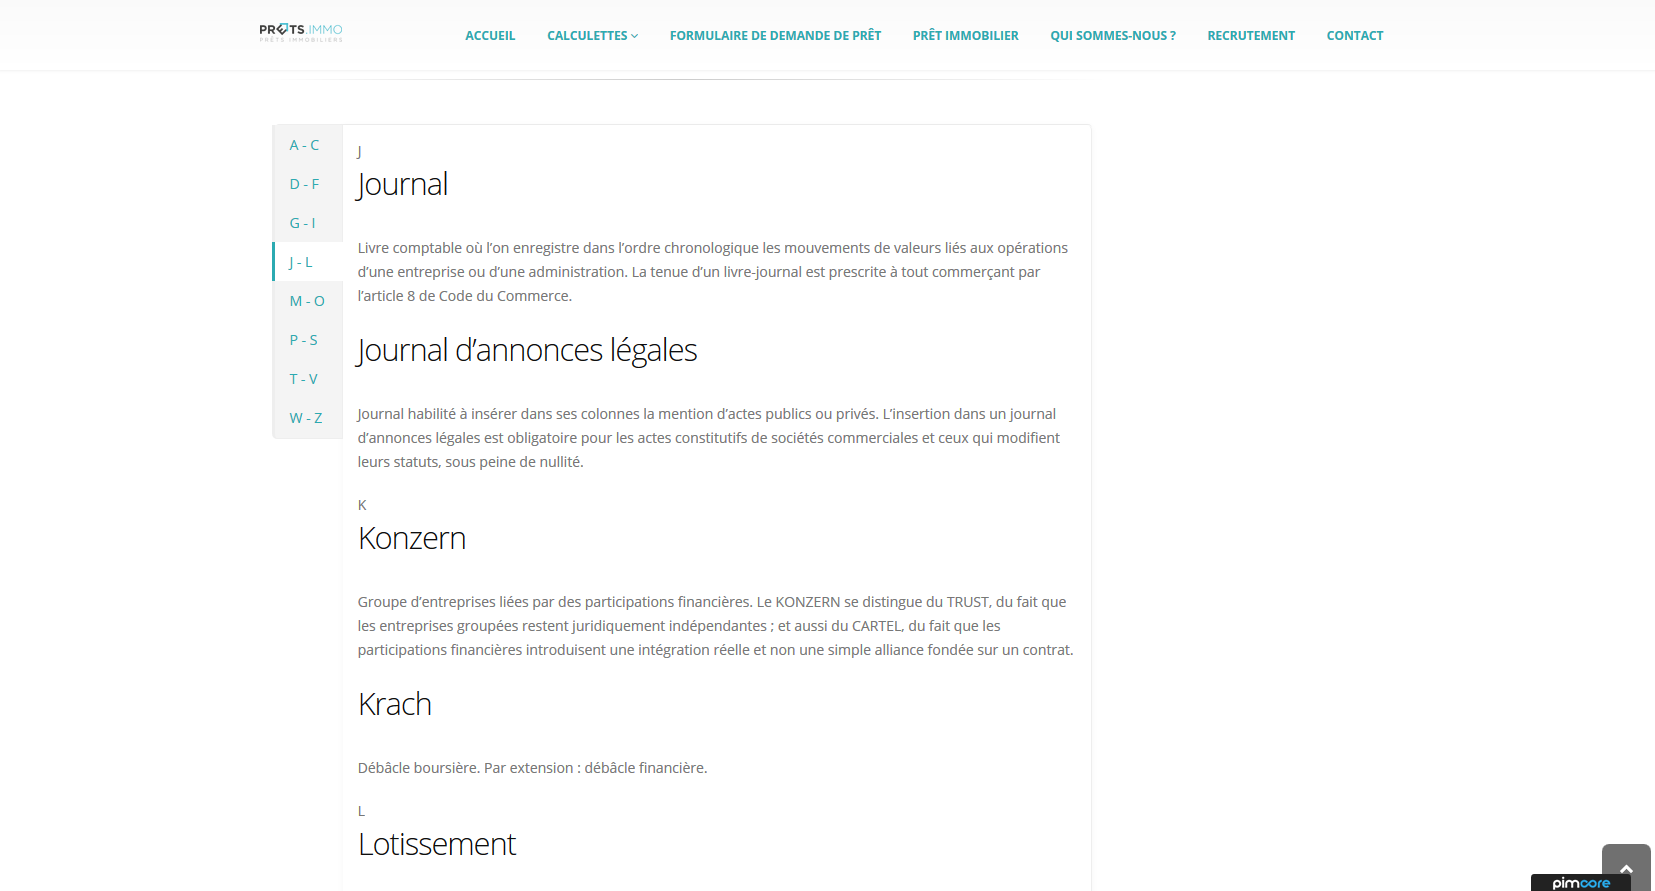 PRÊTS.IMMO
PRÊTS IMMOBILIERS
ACCUEIL CALCULETTES FORMULAIRE DE DEMANDE DE PRÊT PRÊT IMMOBILIER QUI SOMMES-NOUS ? RECRUTEMENT CONTACT
A - C
D - F
G - I
J - L
M - O
P - S
T - V
W - Z
J
Journal
Livre comptable où l’on enregistre dans l’ordre chronologique les mouvements de valeurs liés aux opérations
d’une entreprise ou d’une administration. La tenue d’un livre-journal est prescrite à tout commerçant par
l’article 8 de Code du Commerce.
Journal d’annonces légales
Journal habilité à insérer dans ses colonnes la mention d’actes publics ou privés. L’insertion dans un journal
d’annonces légales est obligatoire pour les actes constitutifs de sociétés commerciales et ceux qui modifient
leurs statuts, sous peine de nullité.
K
Konzern
Groupe d’entreprises liées par des participations financières. Le KONZERN se distingue du TRUST, du fait que
les entreprises groupées restent juridiquement indépendantes ; et aussi du CARTEL, du fait que les
participations financières introduisent une intégration réelle et non une simple alliance fondée sur un contrat.
Krach
Débâcle boursière. Par extension : débâcle financière.
L
Lotissement
pimcore